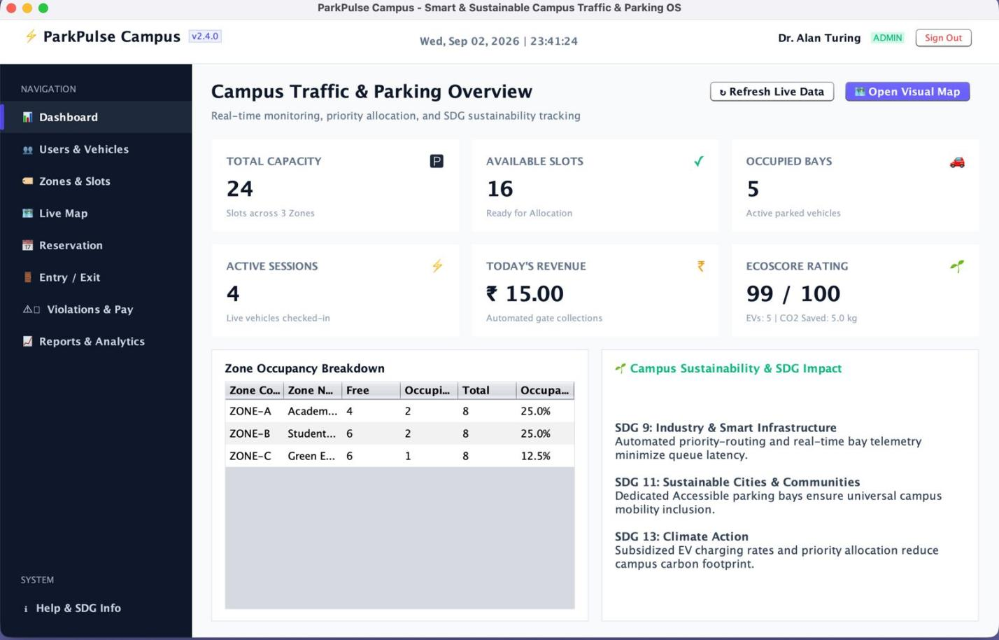 ParkPulse Campus - Smart & Sustainable Campus Traffic & Parking OS
ParkPulse Campus v2.4.0
Wed, Sep 02, 2026 | 23:41:24
Dr. Alan Turing ADMIN Sign Out
NAVIGATION
Dashboard
Users & Vehicles
Zones & Slots
Live Map
Reservation
Entry / Exit
Violations & Pay
Reports & Analytics
SYSTEM
Help & SDG Info
Campus Traffic & Parking Overview
Real-time monitoring, priority allocation, and SDG sustainability tracking
↻ Refresh Live Data
Open Visual Map
TOTAL CAPACITY P
24
Slots across 3 Zones
AVAILABLE SLOTS ✓
16
Ready for Allocation
OCCUPIED BAYS
5
Active parked vehicles
ACTIVE SESSIONS
4
Live vehicles checked-in
TODAY'S REVENUE ₹
₹ 15.00
Automated gate collections
ECOSCORE RATING
99 / 100
EVs: 5 | CO2 Saved: 5.0 kg
Zone Occupancy Breakdown
Zone Co... Zone N... Free Occupi... Total Occupa...
ZONE-A Academ... 4 2 8 25.0%
ZONE-B Student... 6 2 8 25.0%
ZONE-C Green E... 6 1 8 12.5%
Campus Sustainability & SDG Impact
SDG 9: Industry & Smart Infrastructure
Automated priority-routing and real-time bay telemetry
minimize queue latency.
SDG 11: Sustainable Cities & Communities
Dedicated Accessible parking bays ensure universal campus
mobility inclusion.
SDG 13: Climate Action
Subsidized EV charging rates and priority allocation reduce
campus carbon footprint.